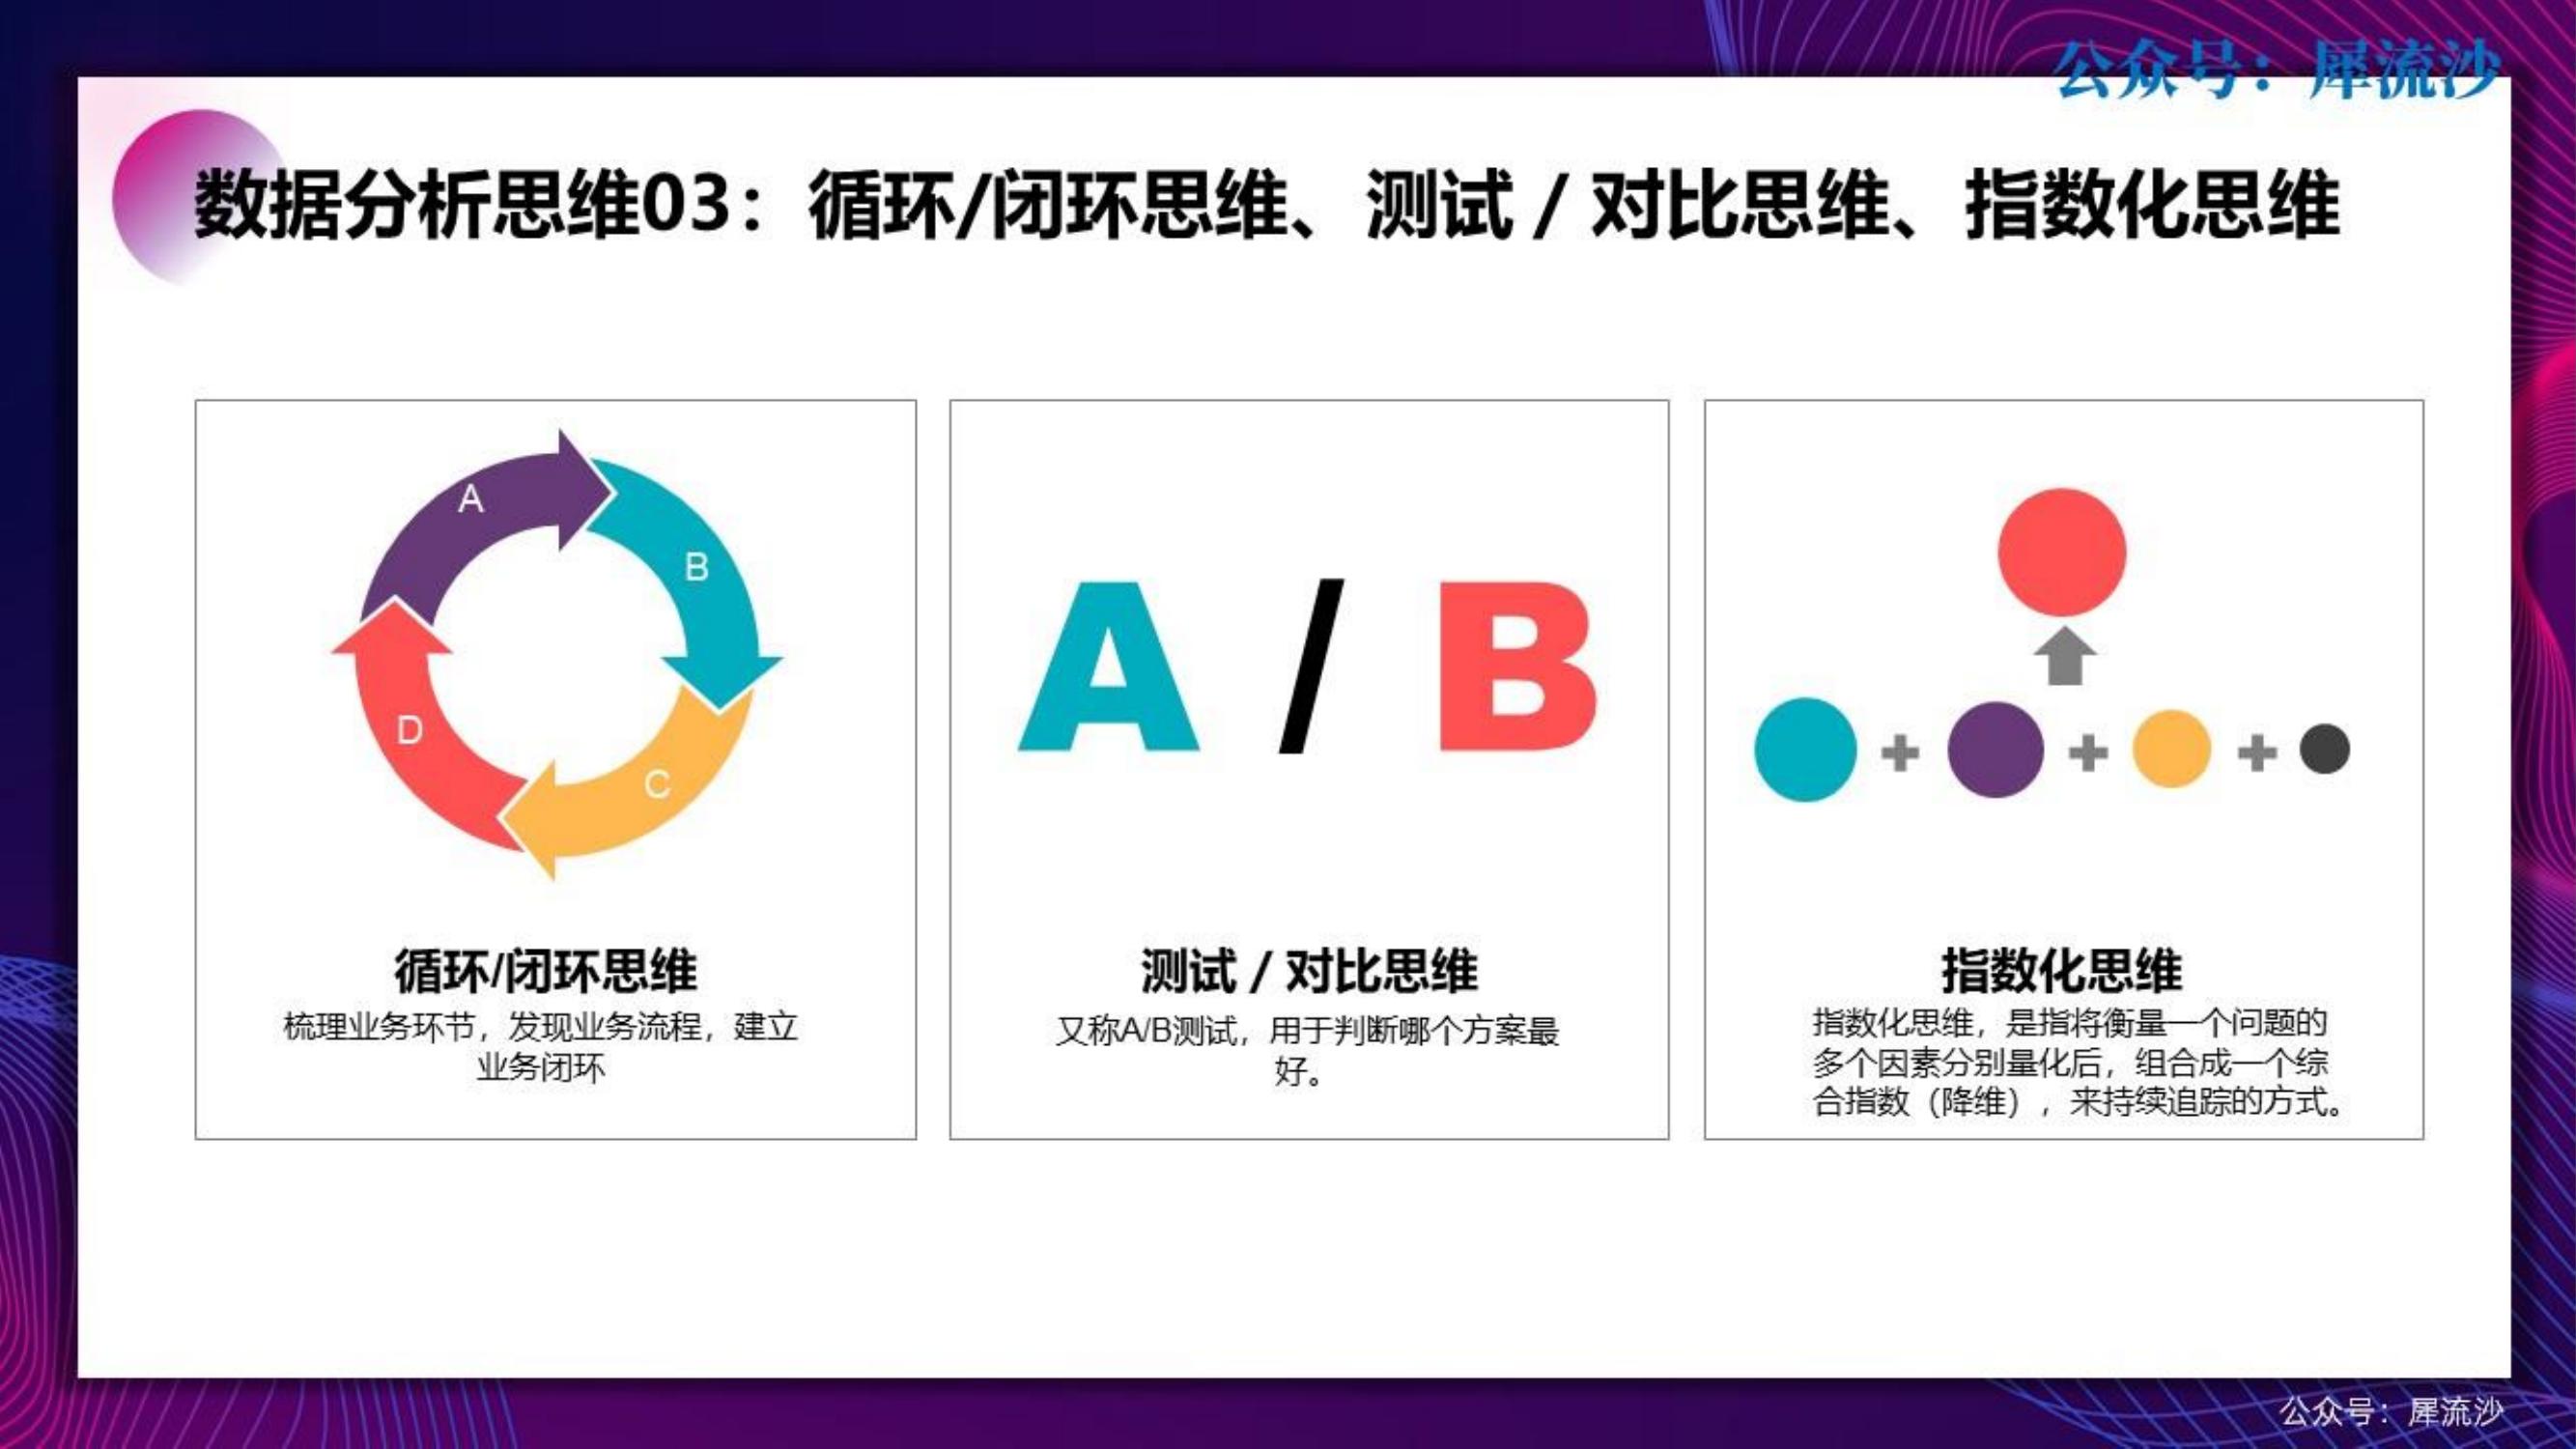 公众号：犀流沙
数据分析思维03：循环/闭环思维、测试 / 对比思维、指数化思维
A
B
C
D
循环/闭环思维
梳理业务环节，发现业务流程，建立
业务闭环
A / B
测试 / 对比思维
又称A/B测试，用于判断哪个方案最
好。
指数化思维
指数化思维，是指将衡量一个问题的
多个因素分别量化后，组合成一个综
合指数（降维），来持续追踪的方式。
公众号：犀流沙